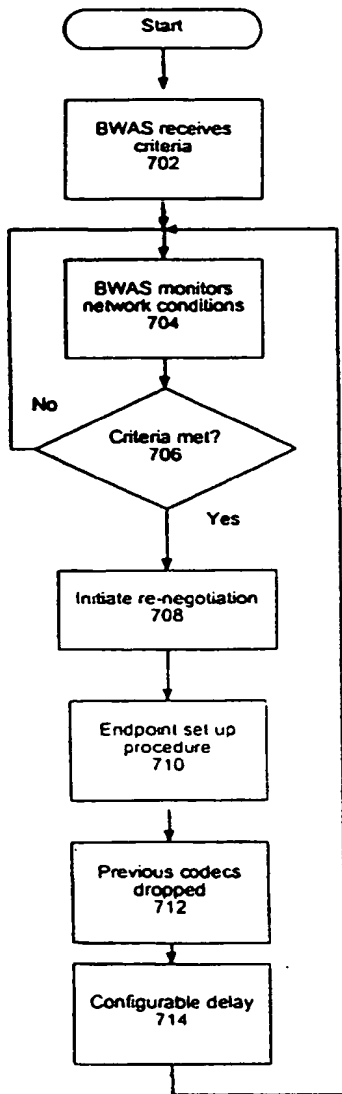 Start
BWAS receives
criteria
702
BWAS monitors
network conditions
704
No
Criteria met?
706
Yes
Initiate re-negotiation
708
Endpoint set up
procedure
710
Previous codecs
dropped
712
Configurable delay
714